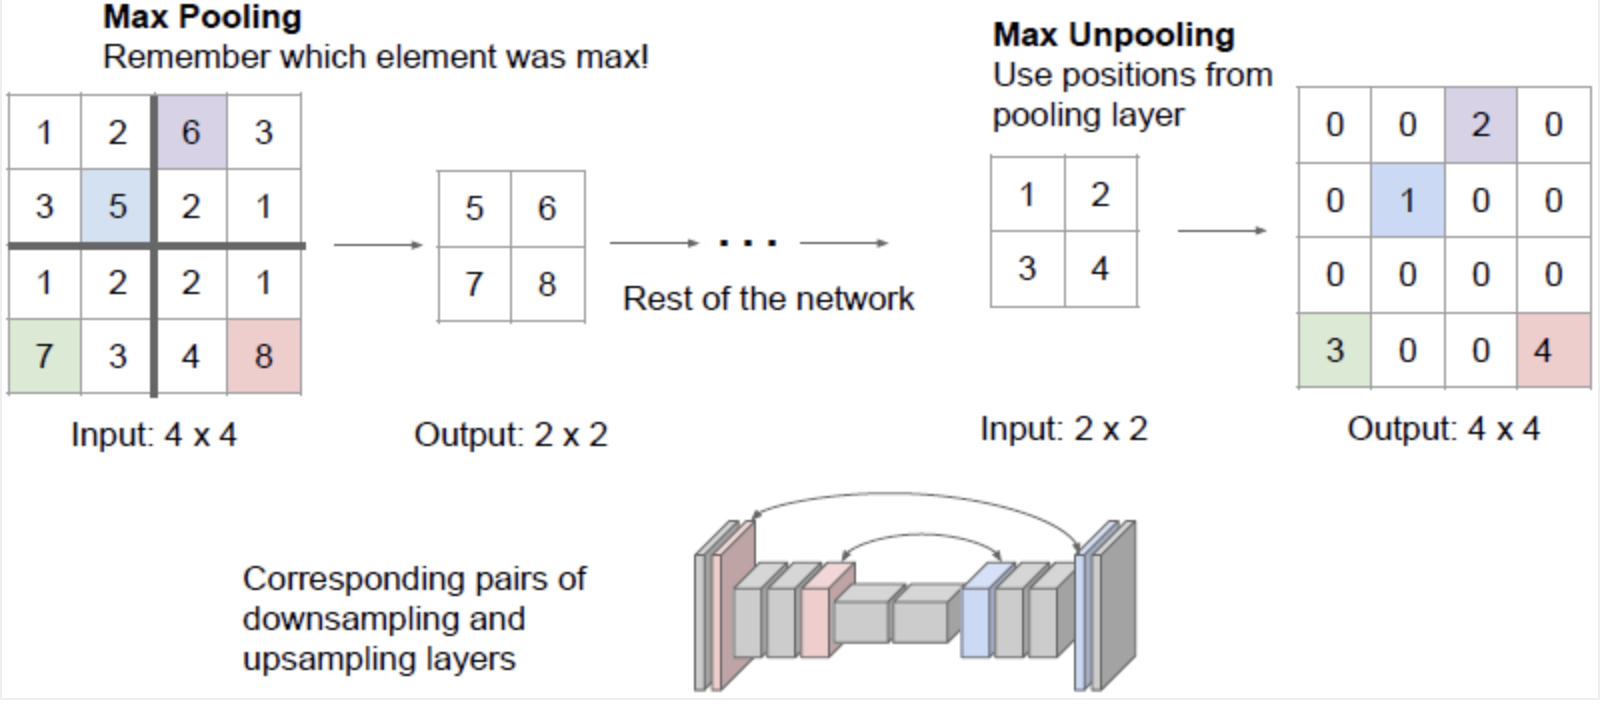 Max Pooling
Remember which element was max!
1 2 6 3
3 5 2 1
1 2 2 1
7 3 4 8
Input: 4 x 4
5 6
7 8
Output: 2 x 2
...
Rest of the network
Max Unpooling
Use positions from
pooling layer
1 2
3 4
Input: 2 x 2
0 0 2 0
0 1 0 0
0 0 0 0
3 0 0 4
Output: 4 x 4
Corresponding pairs of
downsampling and
upsampling layers